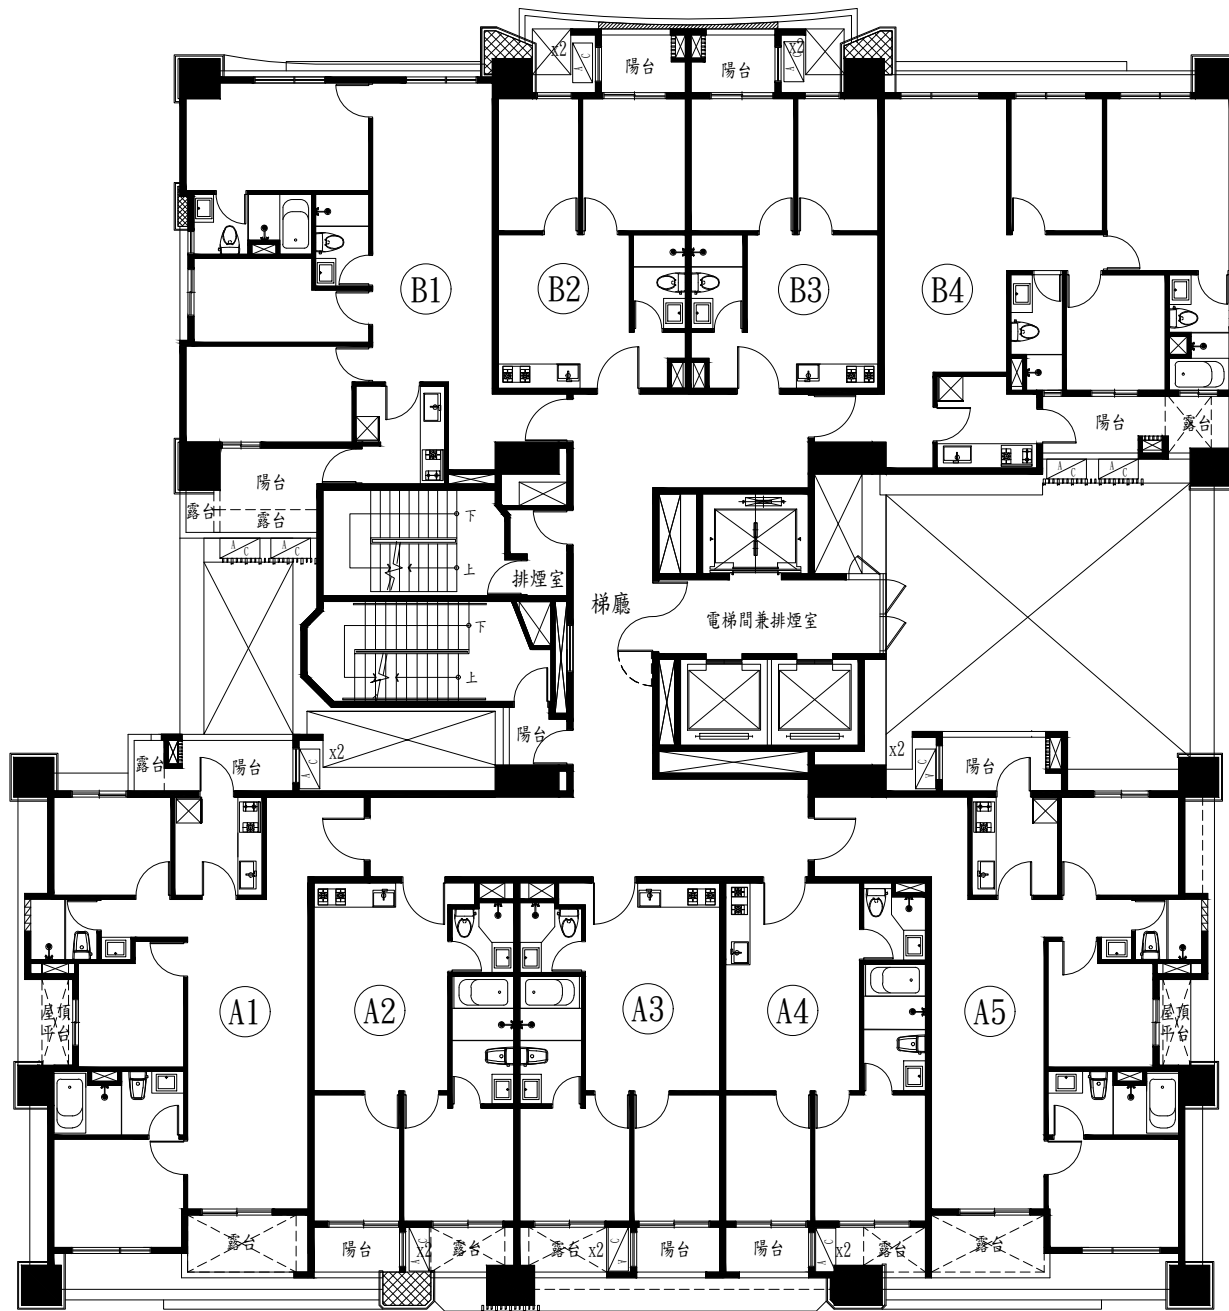 x2
A C
陽台
陽台
A C
x2
B1
B2
B3
B4
陽台
露台
陽台
露台
露台
A C
A C
A C
A C
下
上
排煙室
梯廳
電梯間兼排煙室
下
上
陽台
露台
陽台
A C
x2
x2
A C
陽台
A1
A2
A3
A4
A5
屋頂
平台
屋頂
平台
露台
陽台
A C
x2
露台
露台
x2
A C
陽台
陽台
A C
x2
露台
露台